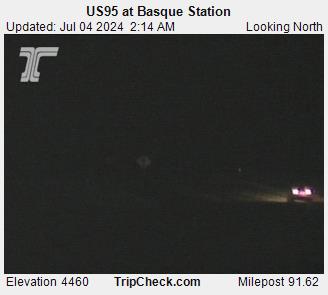 US95 at Basque Station
Updated: Jul 04 2024 2:14 AM Looking North
Elevation 4460 TripCheck.com Milepost 91.62